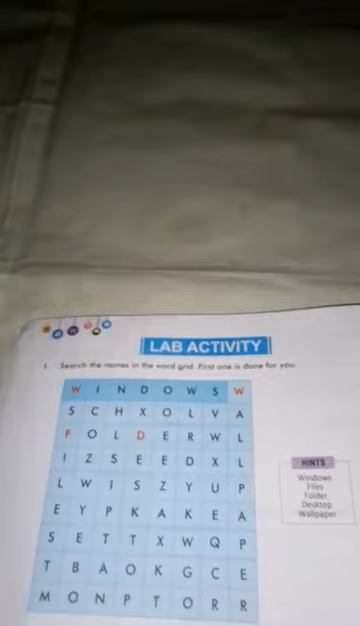 LAB ACTIVITY
1. Search the names in the word grid. First one is done for you.
W I N D O W S W
S C H X O L V A
F O L D E R W L
I Z S E E D X L
L W I S Z Y U P
E Y P K A K E A
S E T T X W Q P
T B A O K G C E
M O N P T O R R
HINTS
Windows
Files
Folder
Desktop
Wallpaper